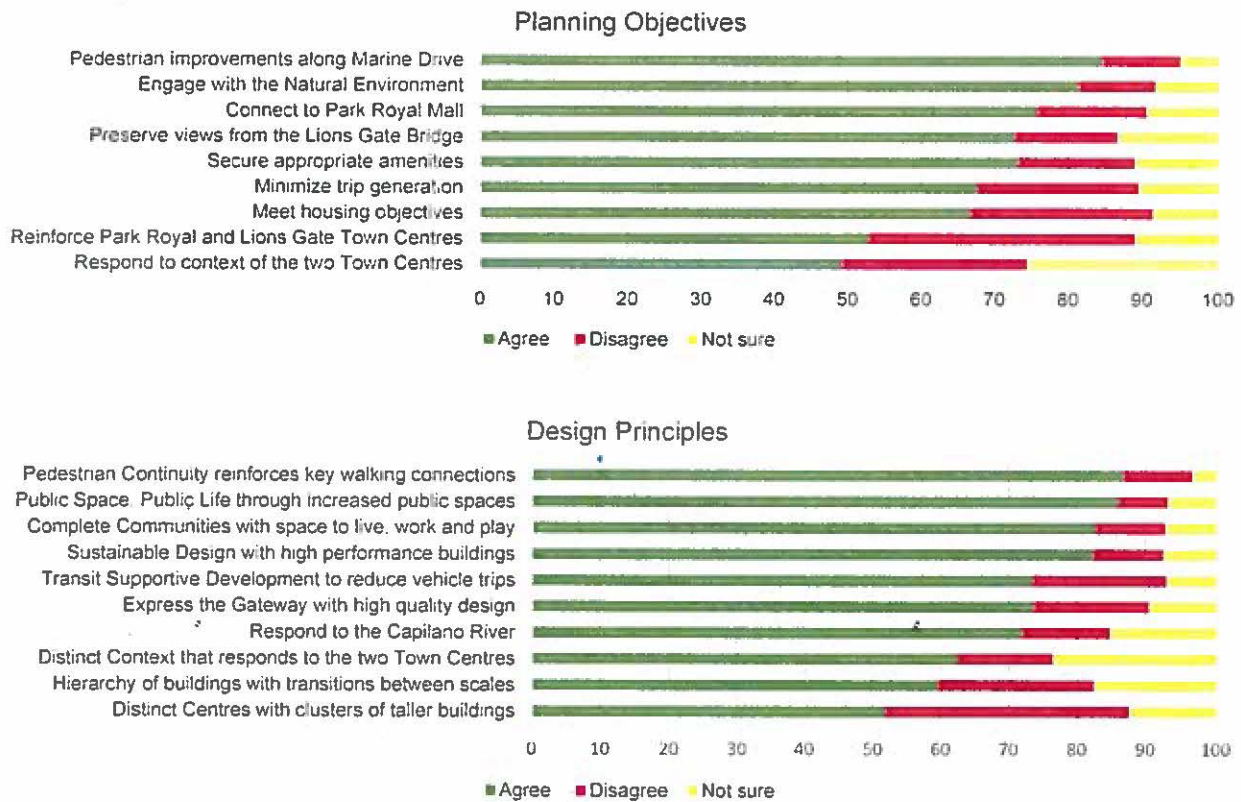 Planning Objectives
Pedestrian improvements along Marine Drive
Engage with the Natural Environment
Connect to Park Royal Mall
Preserve views from the Lions Gate Bridge
Secure appropriate amenities
Minimize trip generation
Meet housing objectives
Reinforce Park Royal and Lions Gate Town Centres
Respond to context of the two Town Centres
0 10 20 30 40 50 60 70 80 90 100
Agree Disagree Not sure
Design Principles
Pedestrian Continuity reinforces key walking connections
Public Space, Public Life through increased public spaces
Complete Communities with space to live, work and play
Sustainable Design with high performance buildings
Transit Supportive Development to reduce vehicle trips
Express the Gateway with high quality design
Respond to the Capilano River
Distinct Context that responds to the two Town Centres
Hierarchy of buildings with transitions between scales
Distinct Centres with clusters of taller buildings
0 10 20 30 40 50 60 70 80 90 100
Agree Disagree Not sure